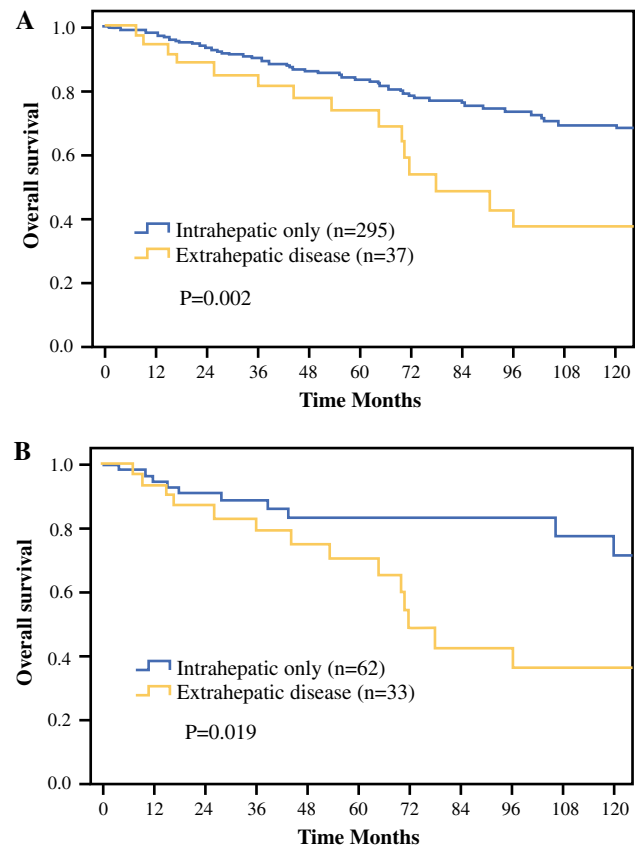 A
Overall survival
1.0
0.8
0.6
0.4
0.2
0.0
Intrahepatic only (n=295)
Extrahepatic disease (n=37)
P=0.002
0 12 24 36 48 60 72 84 96 108 120
Time Months
B
Overall survival
1.0
0.8
0.6
0.4
0.2
0.0
Intrahepatic only (n=62)
Extrahepatic disease (n=33)
P=0.019
0 12 24 36 48 60 72 84 96 108 120
Time Months